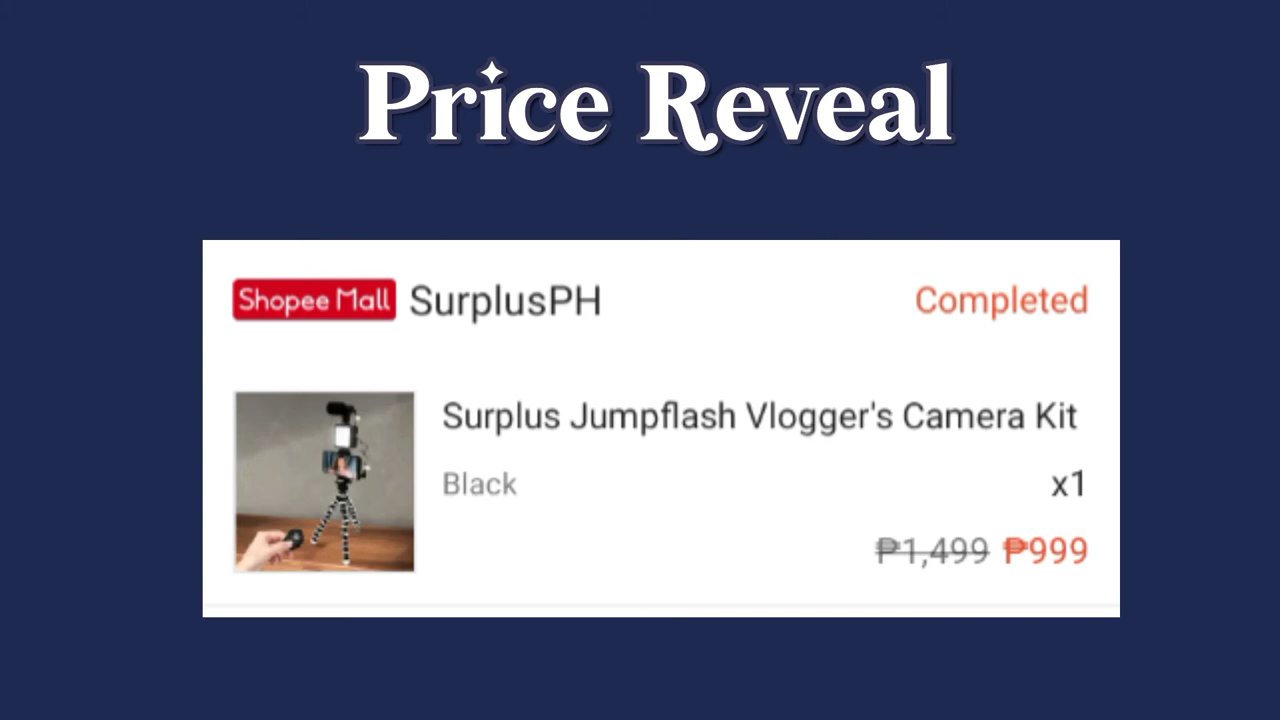 Price Reveal
Shopee Mall SurplusPH Completed
Surplus Jumpflash Vlogger's Camera Kit
Black x1
₱1,499 ₱999